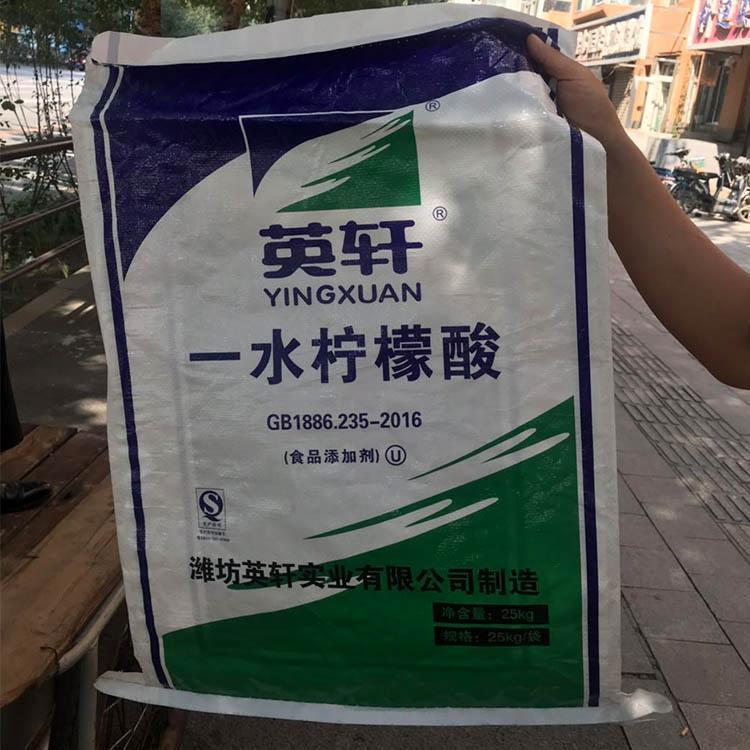 ®
®
英轩
YINGXUAN
一水柠檬酸
GB1886.235-2016
(食品添加剂) U
潍坊英轩实业有限公司制造
净含量：25kg
规格：25kg/袋